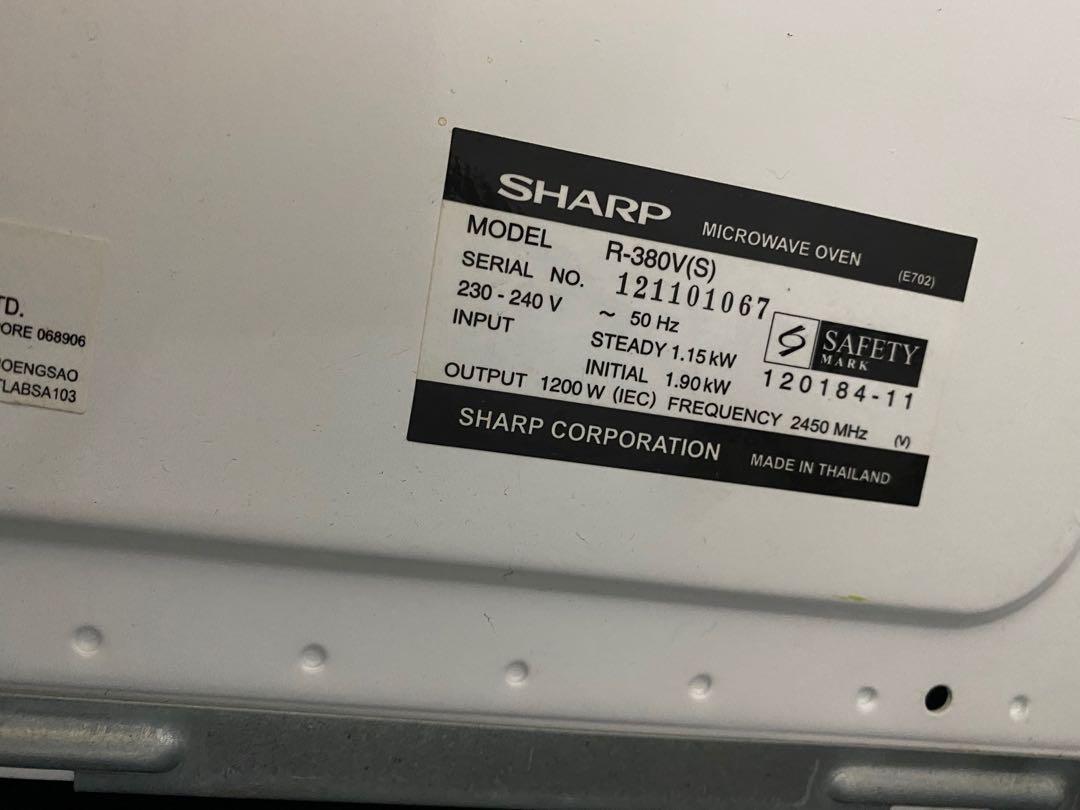 SHARP MICROWAVE OVEN (E702)
MODEL R-380V(S)
SERIAL NO. 121101067
230 - 240 V ~ 50 Hz
INPUT STEADY 1.15 kW
INITIAL 1.90 kW
OUTPUT 1200 W (IEC) FREQUENCY 2450 MHz (V)
SAFETY
MARK
120184-11
SHARP CORPORATION MADE IN THAILAND
TD.
ORE 068906
OENGSAO
TLABSA103